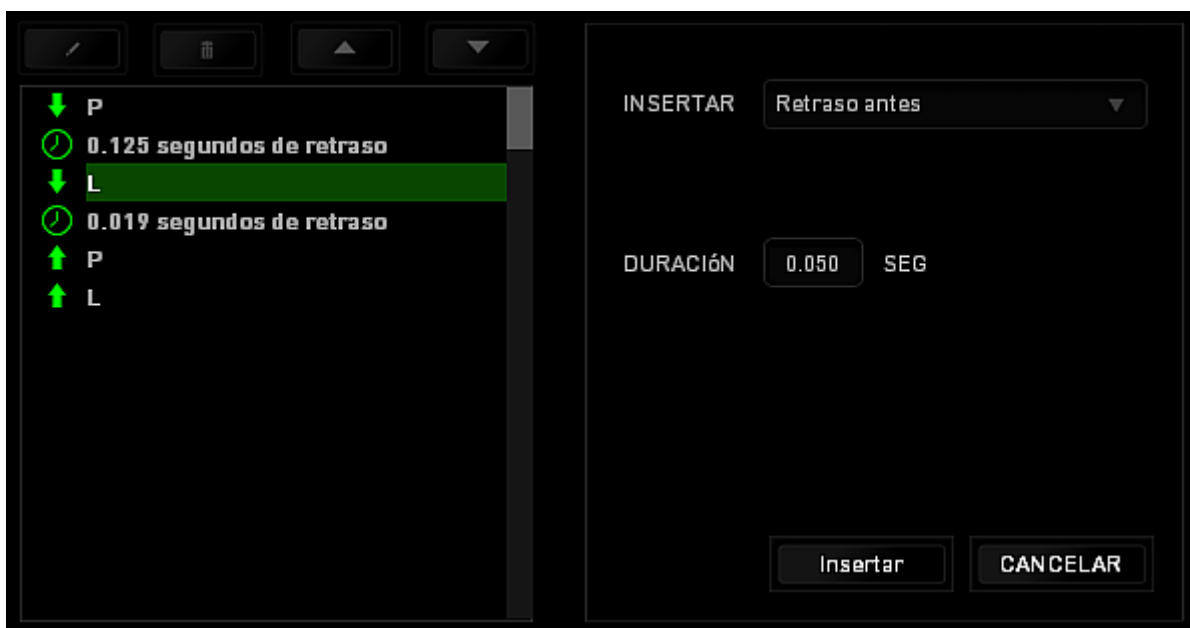 P
0.125 segundos de retraso
L
0.019 segundos de retraso
P
L
INSERTAR Retraso antes
DURACIóN 0.050 SEG
Insertar CANCELAR